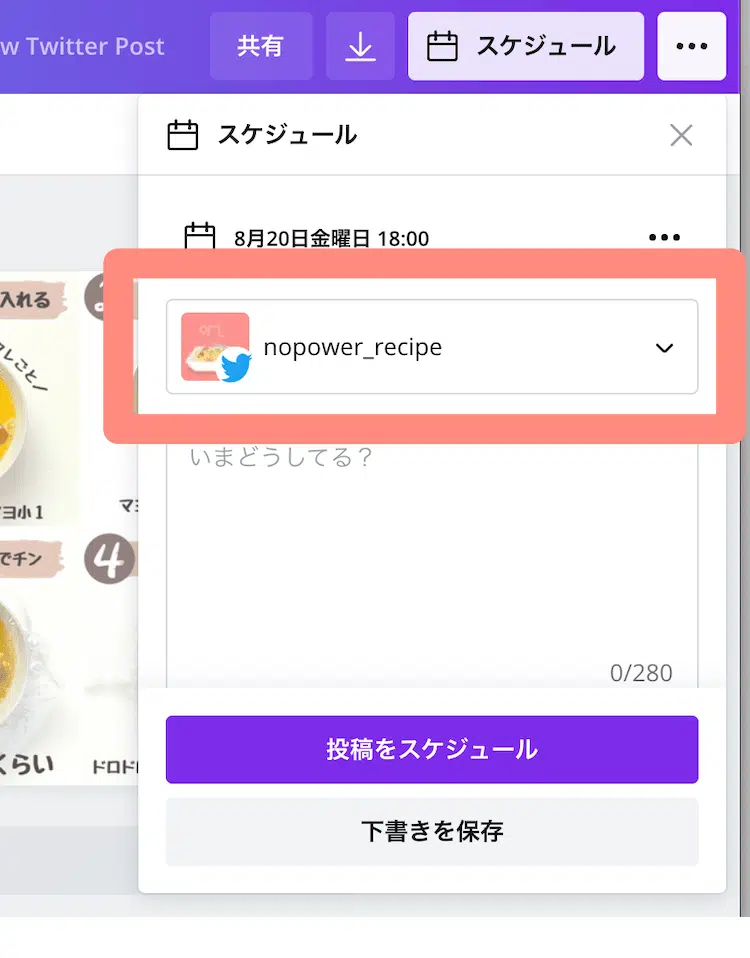 w Twitter Post
共有
スケジュール
スケジュール
8月20日金曜日 18:00
入れる
nopower_recipe
いまどうしてる？
ヨ小1
マヨ
でチン
4
0/280
くらい
ドロド
投稿をスケジュール
下書きを保存